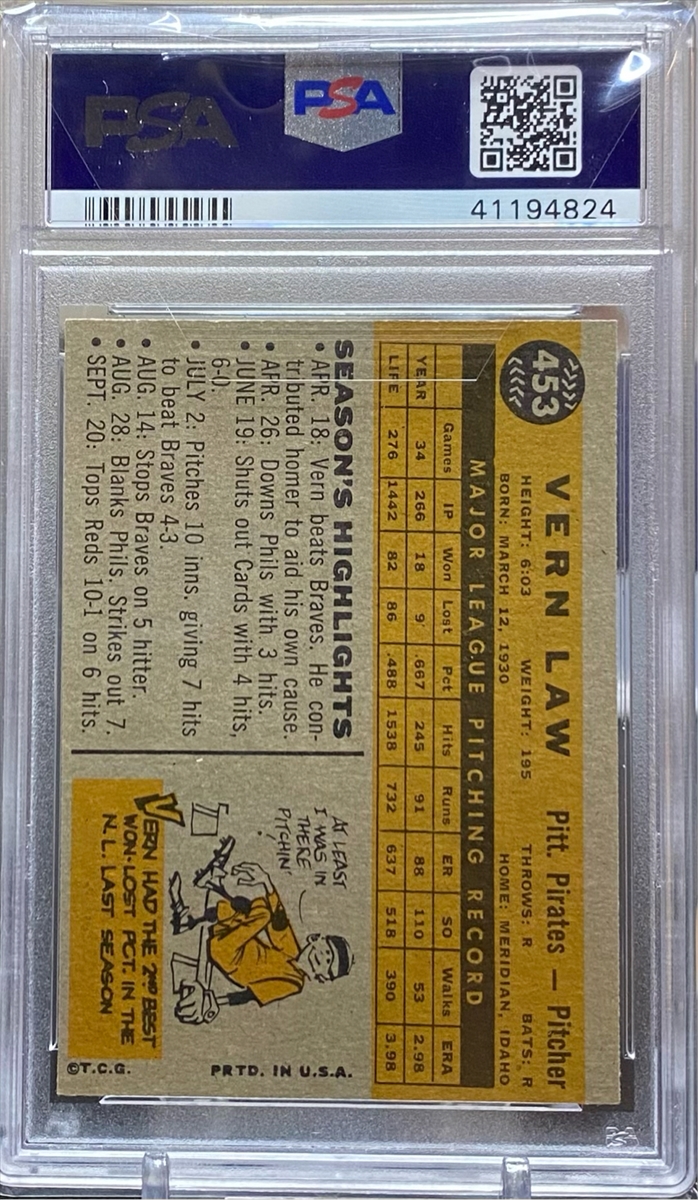 PSA
PSA
41194824
453
VERN LAW Pitt. Pirates — Pitcher
HEIGHT: 6:03 WEIGHT: 195 THROWS: R BATS: R
BORN: MARCH 12, 1930 HOME: MERIDIAN, IDAHO
MAJOR LEAGUE PITCHING RECORD
Games IP Won Lost Pct Hits Runs ER SO Walks ERA
YEAR 34 266 18 9 .667 245 91 88 110 53 2.98
LIFE 276 1442 82 86 .488 1538 732 637 518 390 3.98
SEASON'S HIGHLIGHTS
• APR. 18: Vern beats Braves. He con-
tributed homer to aid his own cause.
• APR. 26: Downs Phils with 3 hits.
• JUNE 19: Shuts out Cards with 4 hits,
6-0.
• JULY 2: Pitches 10 inns. giving 7 hits
to beat Braves 4-3.
• AUG. 14: Stops Braves on 5 hitter.
• AUG. 28: Blanks Phils. Strikes out 7.
• SEPT. 20: Tops Reds 10-1 on 6 hits.
AT LEAST
I WAS IN
THERE
PITCHIN'!
VERN HAD THE 2ND BEST
WON-LOST PCT. IN THE
N.L. LAST SEASON
©T.C.G. PRTD. IN U.S.A.